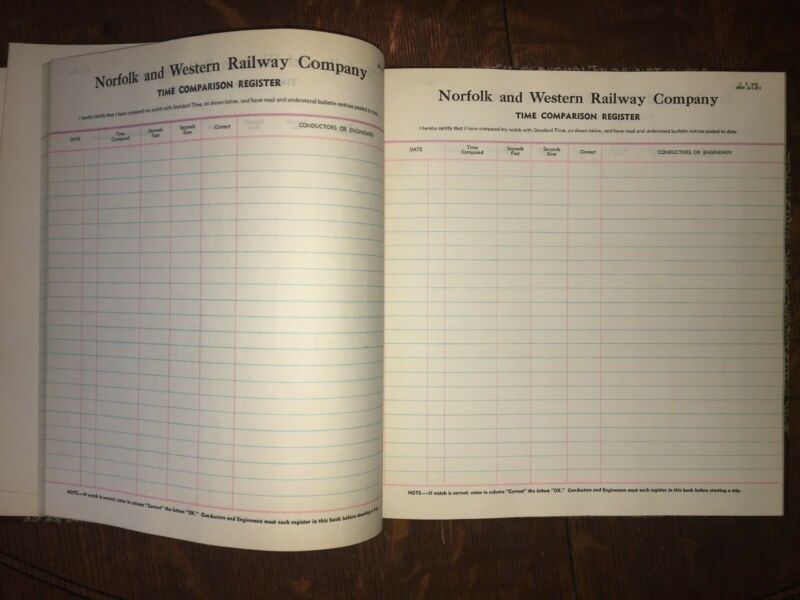 Norfolk and Western Railway Company
TIME COMPARISON REGISTER
I hereby certify that I have compared my watch with Standard Time, as shown below, and have read and understand bulletin notices posted to date.
DATE Time Compared Seconds Fast Seconds Slow Correct CONDUCTORS OR ENGINEMEN
NOTE.—If watch is correct, enter in column "Correct" the letters "OK." Conductors and Enginemen must each register in this book before starting a trip.
C. T. 272
(REV. 6-1-61)
Norfolk and Western Railway Company
TIME COMPARISON REGISTER
I hereby certify that I have compared my watch with Standard Time, as shown below, and have read and understand bulletin notices posted to date.
DATE Time Compared Seconds Fast Seconds Slow Correct CONDUCTORS OR ENGINEMEN
NOTE.—If watch is correct, enter in column "Correct" the letters "OK." Conductors and Enginemen must each register in this book before starting a trip.